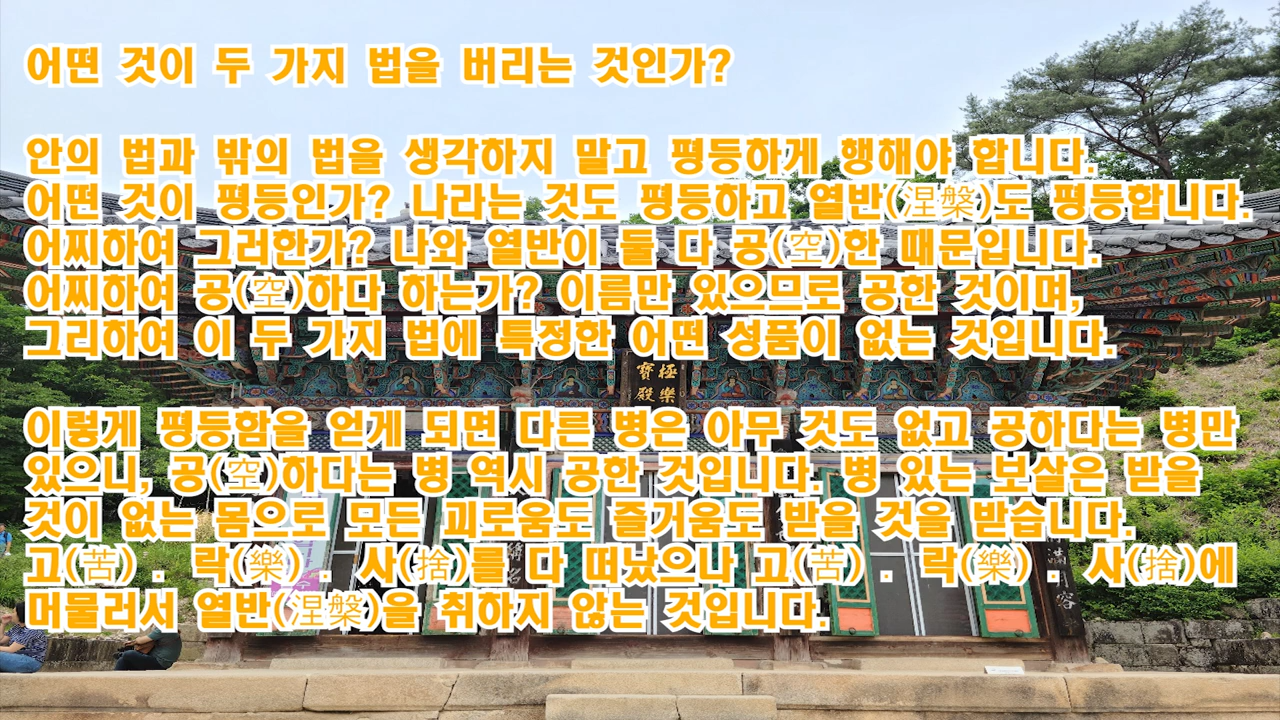 어떤 것이 두 가지 법을 버리는 것인가?
안의 법과 밖의 법을 생각하지 말고 평등하게 행해야 합니다.
어떤 것이 평등인가? 나라는 것도 평등하고 열반(涅槃)도 평등합니다.
어찌하여 그러한가? 나와 열반이 둘 다 공(空)한 때문입니다.
어찌하여 공(空)하다 하는가? 이름만 있으므로 공한 것이며,
그리하여 이 두 가지 법에 특정한 어떤 성품이 없는 것입니다.
極樂
寶殿
이렇게 평등함을 얻게 되면 다른 병은 아무 것도 없고 공하다는 병만
있으니, 공(空)하다는 병 역시 공한 것입니다. 병 있는 보살은 받을
것이 없는 몸으로 모든 괴로움도 즐거움도 받을 것을 받습니다.
고(苦) . 락(樂) . 사(捨)를 다 떠났으나 고(苦) . 락(樂) . 사(捨)에
머물러서 열반(涅槃)을 취하지 않는 것입니다.